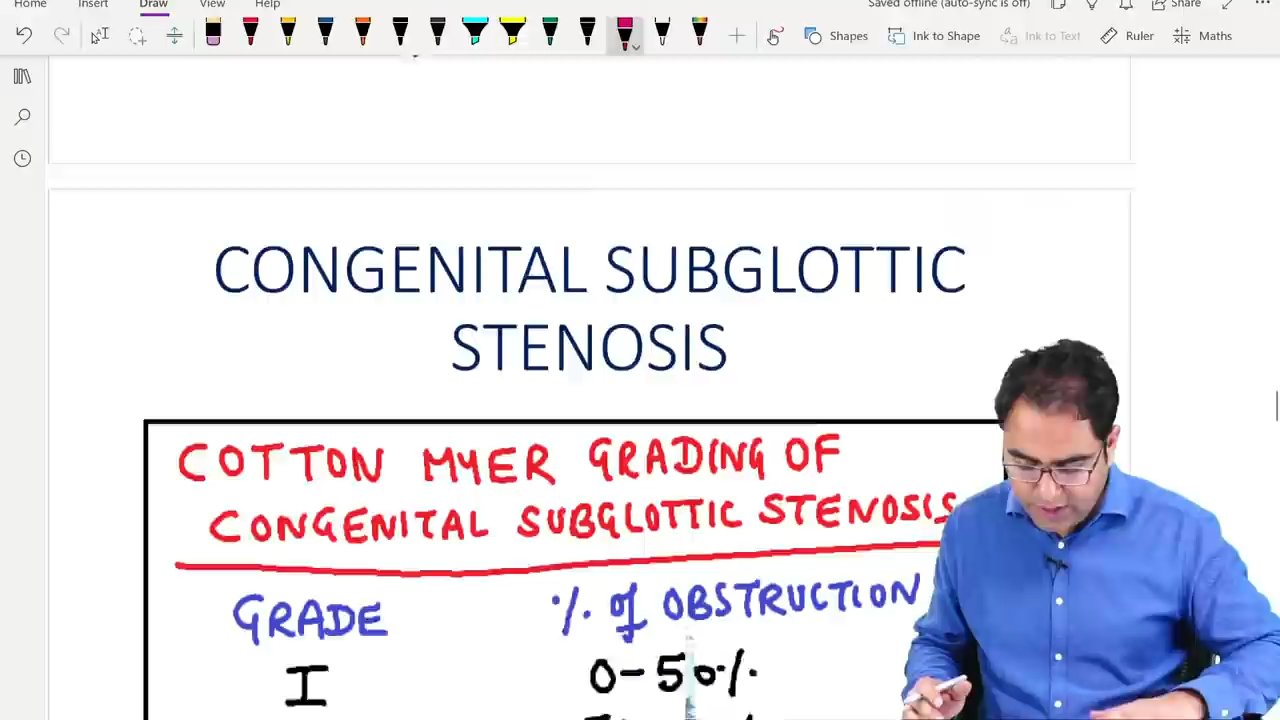 Home Insert Draw View Help Saved offline (auto-sync is off) Share
Shapes Ink to Shape Ink to Text Ruler Maths
CONGENITAL SUBGLOTTIC
STENOSIS
COTTON MYER GRADING OF
CONGENITAL SUBGLOTTIC STENOSIS
GRADE % of OBSTRUCTION
I 0-50%